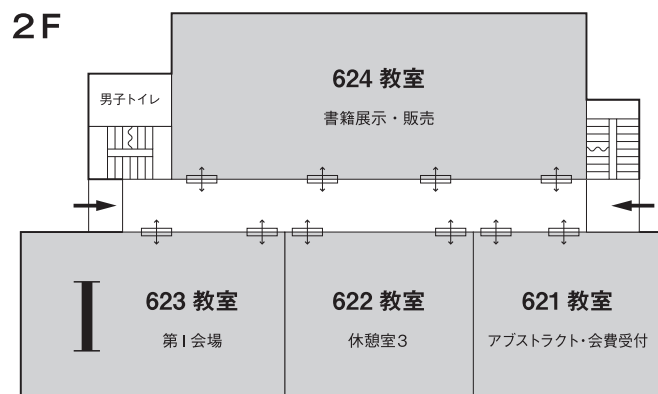 2F
624 教室
書籍展示・販売
男子トイレ
I
623 教室
第Ⅰ会場
622 教室
休憩室3
621 教室
アブストラクト・会費受付